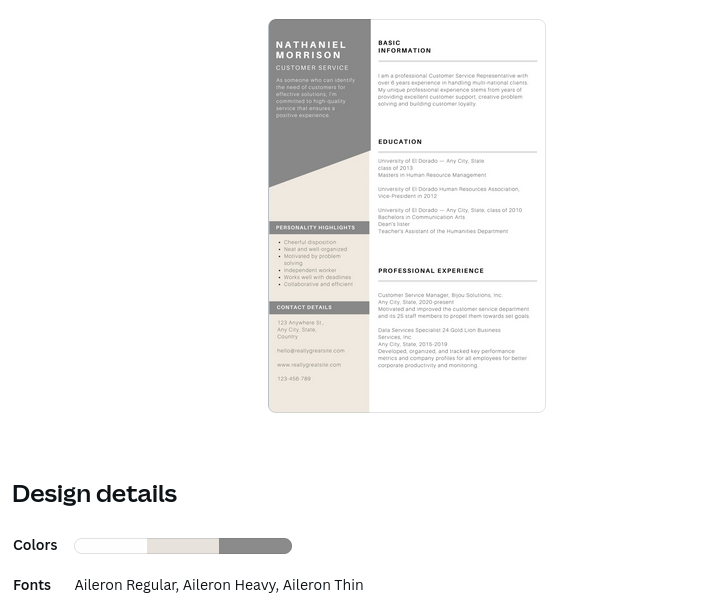 NATHANIEL
MORRISON
CUSTOMER SERVICE
As someone who can identify
the need of customers for
effective solutions, I'm
committed to high-quality
service that ensures a
positive experience.
PERSONALITY HIGHLIGHTS
• Cheerful disposition
• Neat and well-organized
• Motivated by problem
solving
• Independent worker
• Works well with deadlines
• Collaborative and efficient
CONTACT DETAILS
123 Anywhere St.,
Any City, State,
Country
hello@reallygreatsite.com
www.reallygreatsite.com
123-456-789
BASIC
INFORMATION
I am a professional Customer Service Representative with
over 6 years experience in handling multi-national clients.
My unique professional experience stems from years of
providing excellent customer support, creative problem
solving and building customer loyalty.
EDUCATION
University of El Dorado — Any City, State
class of 2013
Masters in Human Resource Management
University of El Dorado Human Resources Association,
Vice-President in 2012
University of El Dorado — Any City, State, class of 2010
Bachelors in Communication Arts
Dean's lister
Teacher's Assistant of the Humanities Department
PROFESSIONAL EXPERIENCE
Customer Service Manager, Bijou Solutions, Inc.
Any City, State, 2020-present
Motivated and improved the customer service department
and its 28 staff members to propel them towards set goals.
Data Services Specialist 24 Gold Lion Business
Services, Inc.
Any City, State, 2015-2019
Developed, organized, and tracked key performance
metrics and company profiles for all employees for better
corporate productivity and monitoring.
Design details
Colors
Fonts Aileron Regular, Aileron Heavy, Aileron Thin